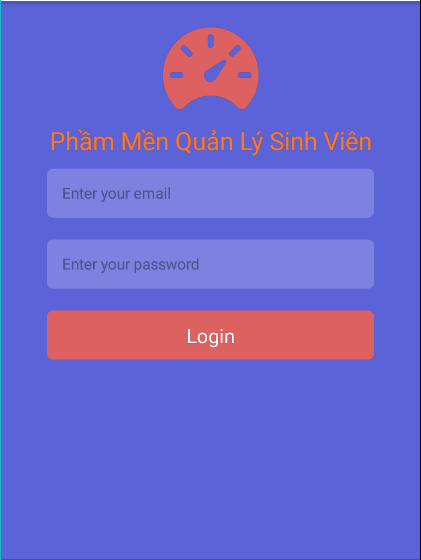 Phầm Mền Quản Lý Sinh Viên
Enter your email
Enter your password
Login